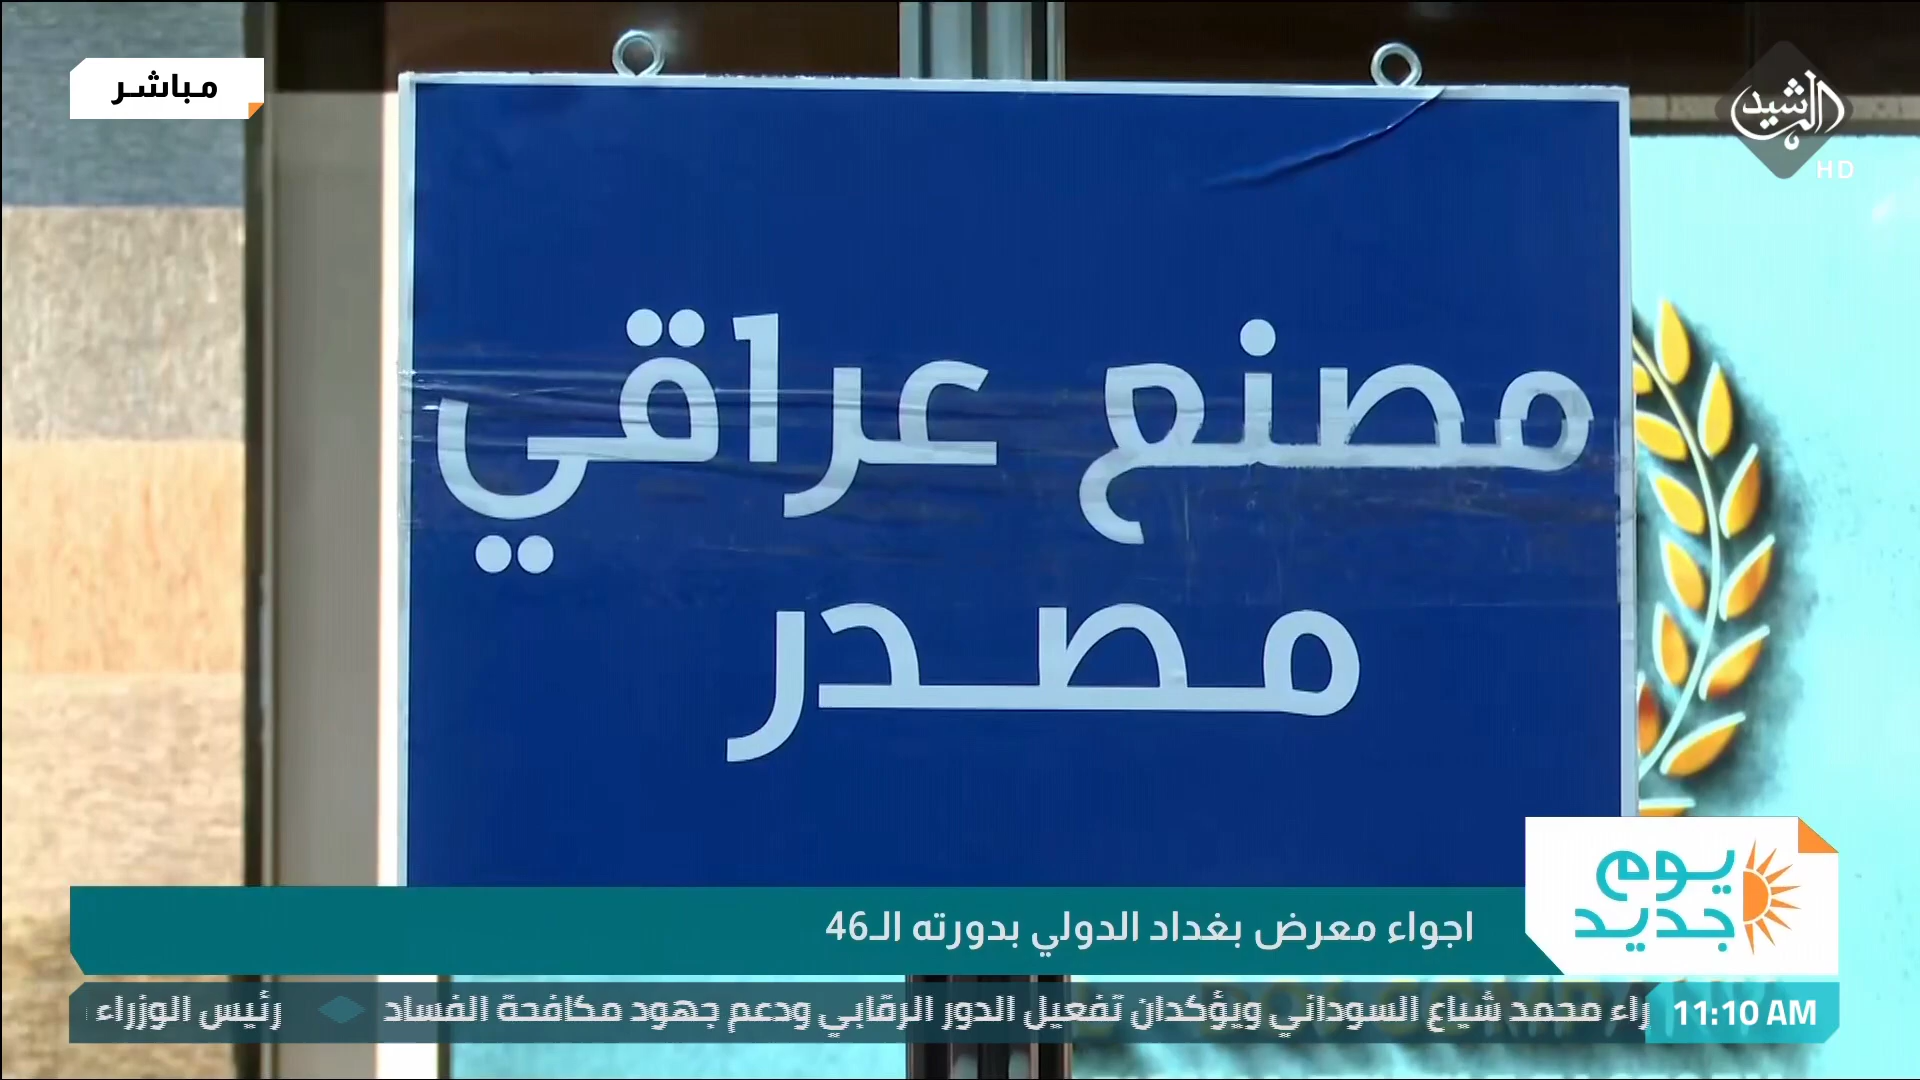 مباشر
الرشيد
HD
مصنع عراقي
مصدر
يوم
جديد
اجواء معرض بغداد الدولي بدورته الـ46
راء محمد شياع السوداني ويؤكدان تفعيل الدور الرقابي ودعم جهود مكافحة الفساد
رئيس الوزراء
11:10 AM